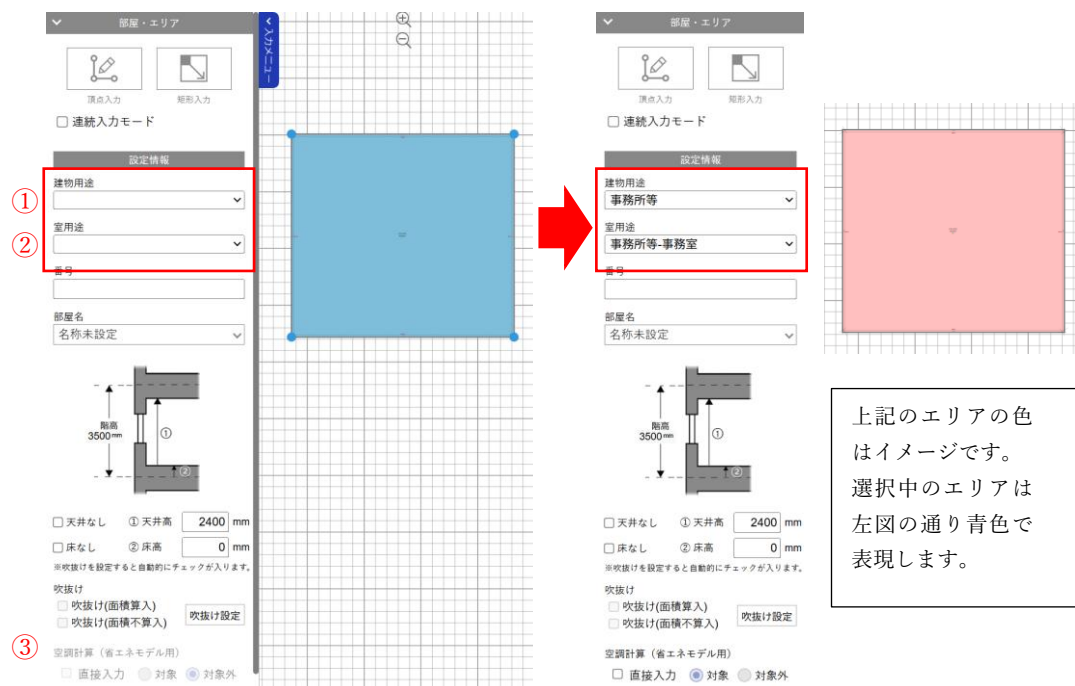 部屋・エリア
頂点入力 矩形入力
連続入力モード
設定情報
① 建物用途
② 室用途
番号
部屋名
名称未設定
階高
3500mm
①
②
天井なし ①天井高 2400 mm
床なし ②床高 0 mm
※吹抜けを設定すると自動的にチェックが入ります。
吹抜け
吹抜け(面積算入)
吹抜け(面積不算入)
吹抜け設定
③ 空調計算（省エネモデル用）
直接入力 対象 対象外
入力メニュー
部屋・エリア
頂点入力 矩形入力
連続入力モード
設定情報
建物用途
事務所等
室用途
事務所等-事務室
番号
部屋名
名称未設定
階高
3500mm
①
②
天井なし ①天井高 2400 mm
床なし ②床高 0 mm
※吹抜けを設定すると自動的にチェックが入ります。
吹抜け
吹抜け(面積算入)
吹抜け(面積不算入)
吹抜け設定
空調計算（省エネモデル用）
直接入力 対象 対象外
上記のエリアの色
はイメージです。
選択中のエリアは
左図の通り青色で
表現します。